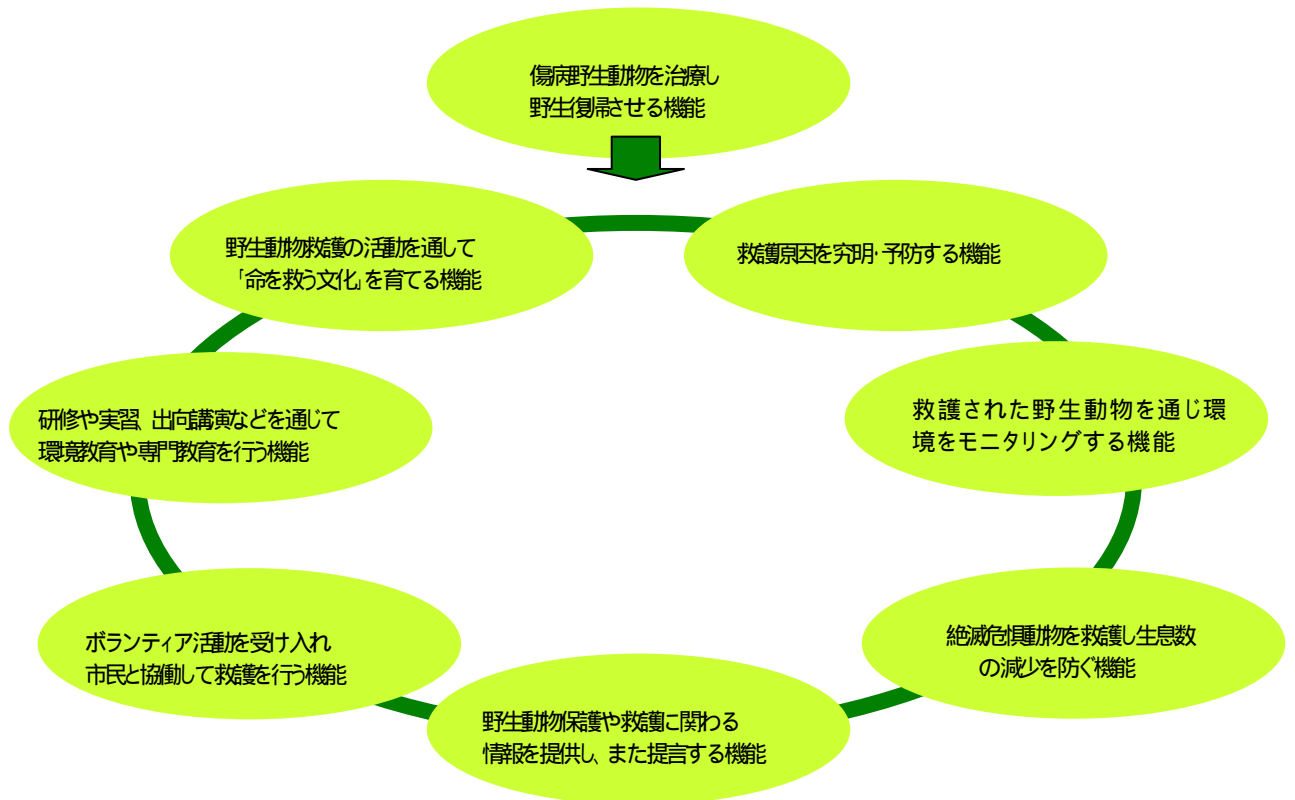 傷病野生動物を治療し
野生復帰させる機能
野生動物救護の活動を通して
「命を救う文化」を育てる機能
救護原因を究明・予防する機能
研修や実習、出向講演などを通じて
環境教育や専門教育を行う機能
救護された野生動物を通じ環
境をモニタリングする機能
ボランティア活動を受け入れ
市民と協働して救護を行う機能
絶滅危惧動物を救護し生息数
の減少を防ぐ機能
野生動物保護や救護に関わる
情報を提供し、また提言する機能